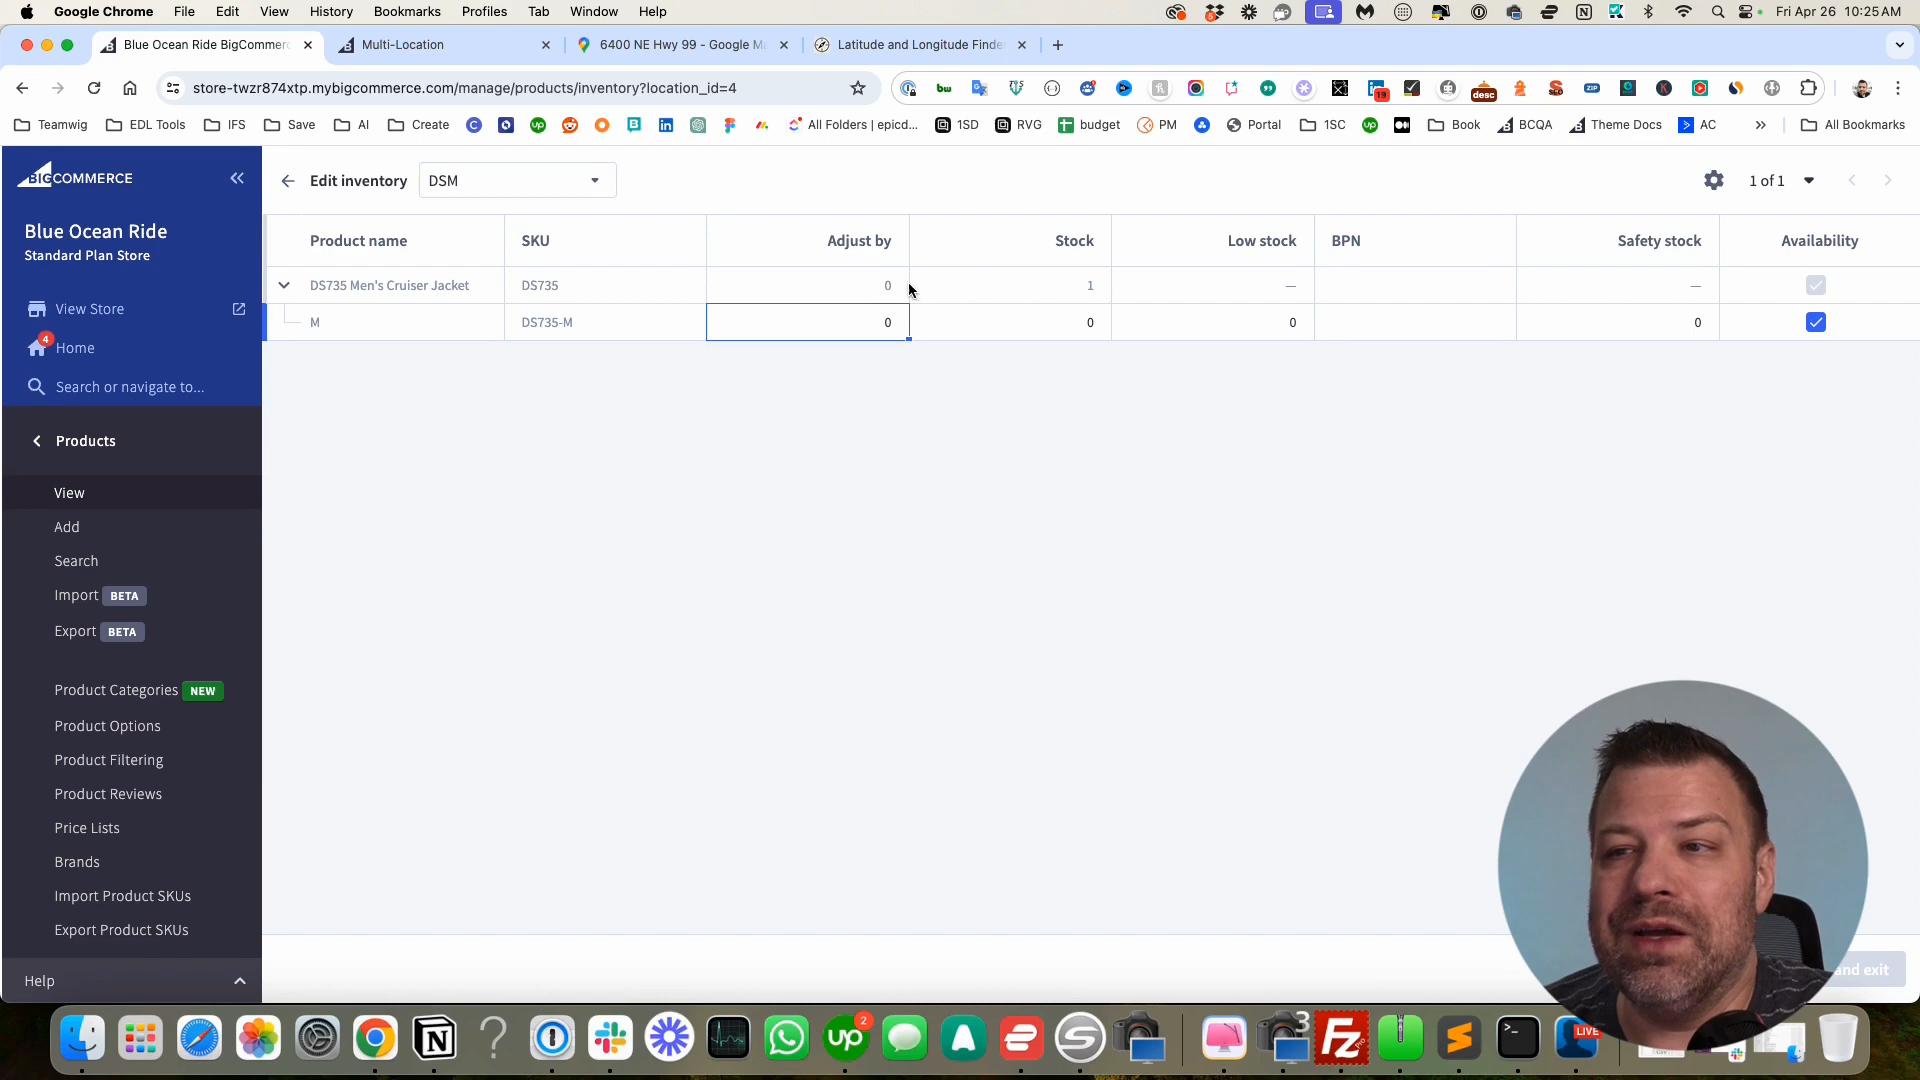 Google Chrome File Edit View History Bookmarks Profiles Tab Window Help Fri Apr 26 10:25 AM
Blue Ocean Ride BigCommerc Multi-Location 6400 NE Hwy 99 - Google Ma Latitude and Longitude Finde
store-twzr874xtp.mybigcommerce.com/manage/products/inventory?location_id=4
Teamwig EDL Tools IFS Save AI Create All Folders | epicd... 1SD RVG budget PM Portal 1SC Book BCQA Theme Docs AC All Bookmarks
BIGCOMMERCE
Edit inventory DSM 1 of 1
Blue Ocean Ride
Standard Plan Store
View Store
4
Home
Search or navigate to...
Products
View
Add
Search
Import BETA
Export BETA
Product Categories NEW
Product Options
Product Filtering
Product Reviews
Price Lists
Brands
Import Product SKUs
Export Product SKUs
Help
Product name SKU Adjust by Stock Low stock BPN Safety stock Availability
DS735 Men's Cruiser Jacket DS735 0 1 — —
M DS735-M 0 0 0 0
and exit
2
3
LIVE